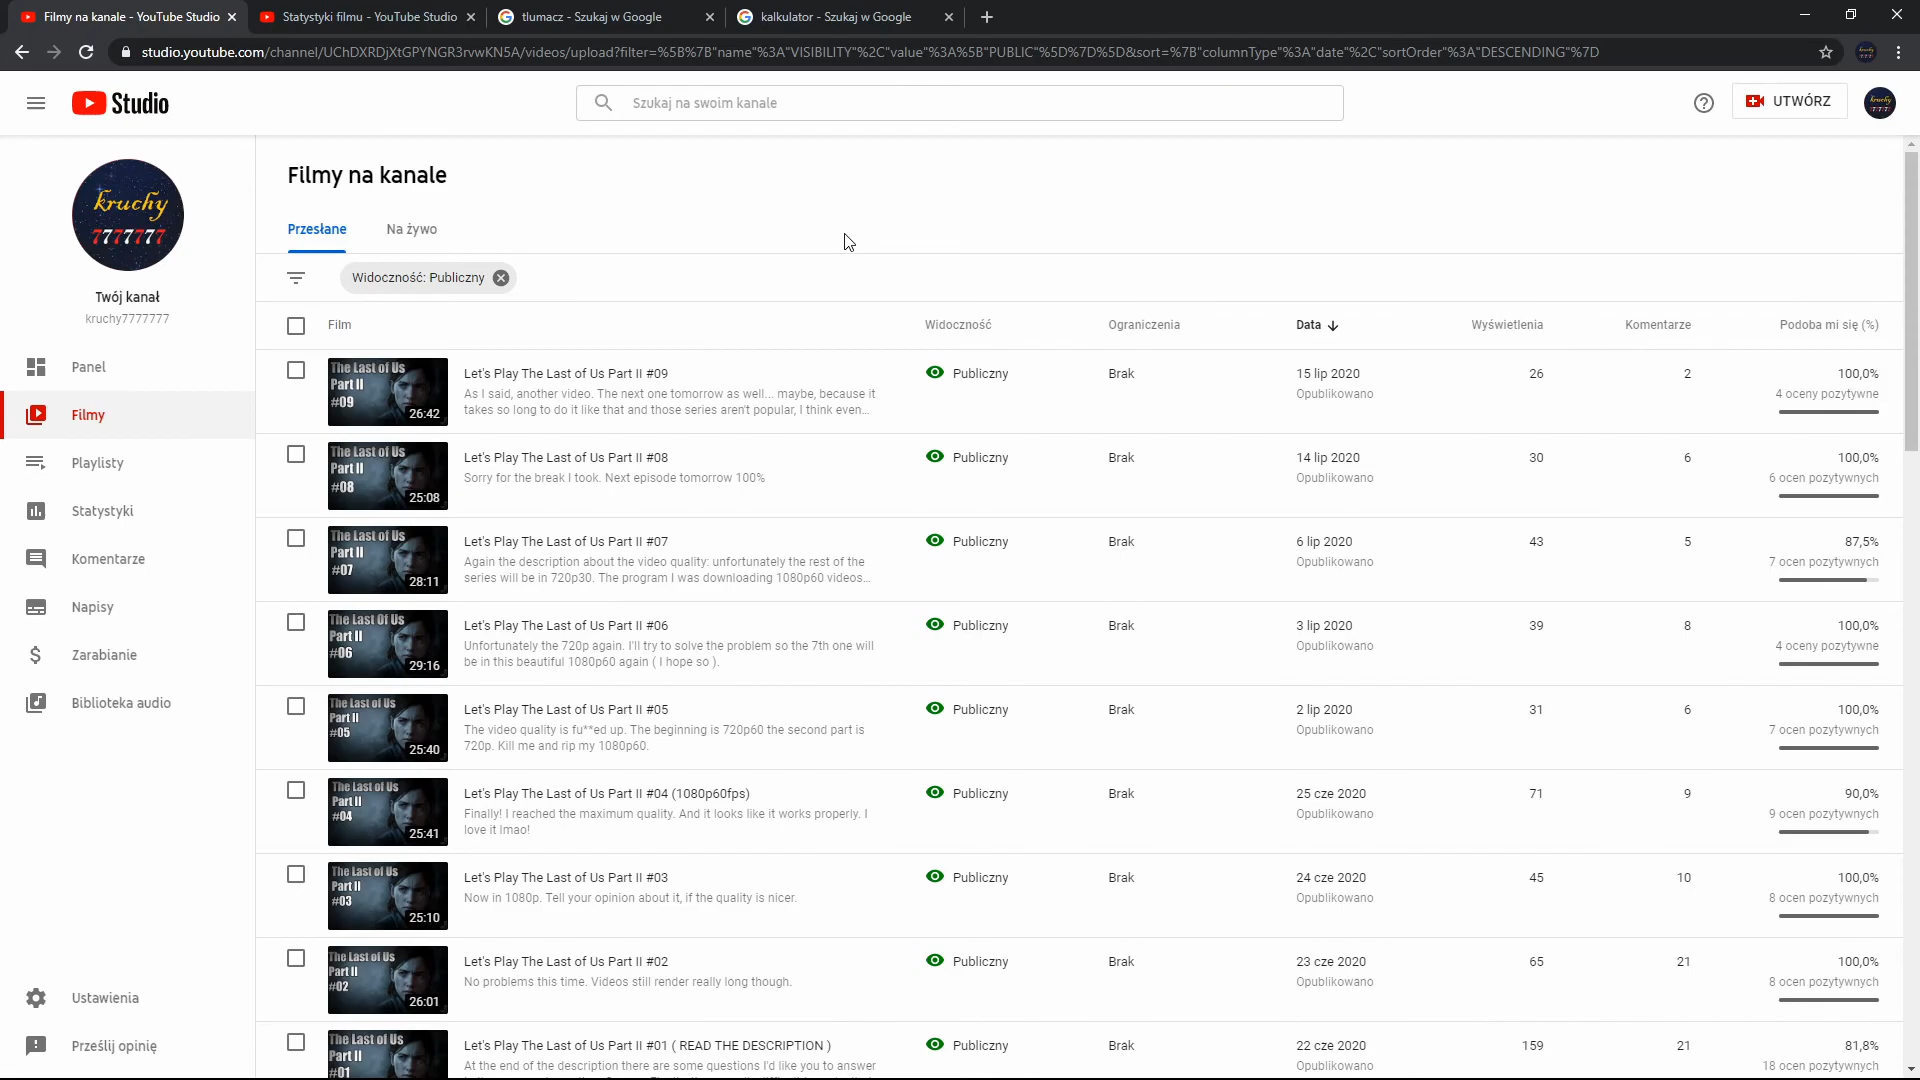 Filmy na kanale - YouTube Studio
Statystyki filmu - YouTube Studio
tlumacz - Szukaj w Google
kalkulator - Szukaj w Google
studio.youtube.com/channel/UChDXRDjXtGPYNGR3rvwKN5A/videos/upload?filter=%5B%7B"name"%3A"VISIBILITY"%2C"value"%3A%5B"PUBLIC"%5D%7D%5D&sort=%7B"columnType"%3A"date"%2C"sortOrder"%3A"DESCENDING"%7D
Studio
Szukaj na swoim kanale
UTWÓRZ
kruchy
7777777
Twój kanał
kruchy7777777
Panel
Filmy
Playlisty
Statystyki
Komentarze
Napisy
Zarabianie
Biblioteka audio
Ustawienia
Prześlij opinię
Filmy na kanale
Przesłane Na żywo
Widoczność: Publiczny
Film Widoczność Ograniczenia Data Wyświetlenia Komentarze Podoba mi się (%)
The Last of Us
Part II
#09
26:42
Let's Play The Last of Us Part II #09
As I said, another video. The next one tomorrow as well... maybe, because it
takes so long to do it like that and those series aren't popular, I think even...
Publiczny Brak 15 lip 2020 26 2 100,0%
Opublikowano 4 oceny pozytywne
The Last of Us
Part II
#08
25:08
Let's Play The Last of Us Part II #08
Sorry for the break I took. Next episode tomorrow 100%
Publiczny Brak 14 lip 2020 30 6 100,0%
Opublikowano 6 ocen pozytywnych
The Last of Us
Part II
#07
28:11
Let's Play The Last of Us Part II #07
Again the description about the video quality: unfortunately the rest of the
series will be in 720p30. The program I was downloading 1080p60 videos...
Publiczny Brak 6 lip 2020 43 5 87,5%
Opublikowano 7 ocen pozytywnych
The Last Of Us
Part II
#06
29:16
Let's Play The Last of Us Part II #06
Unfortunately the 720p again. I'll try to solve the problem so the 7th one will
be in this beautiful 1080p60 again ( I hope so ).
Publiczny Brak 3 lip 2020 39 8 100,0%
Opublikowano 4 oceny pozytywne
The Last of Us
Part II
#05
25:40
Let's Play The Last of Us Part II #05
The video quality is fu**ed up. The beginning is 720p60 the second part is
720p. Kill me and rip my 1080p60.
Publiczny Brak 2 lip 2020 31 6 100,0%
Opublikowano 7 ocen pozytywnych
The Last of Us
Part II
#04
25:41
Let's Play The Last of Us Part II #04 (1080p60fps)
Finally! I reached the maximum quality. And it looks like it works properly. I
love it lmao!
Publiczny Brak 25 cze 2020 71 9 90,0%
Opublikowano 9 ocen pozytywnych
The Last of Us
Part II
#03
25:10
Let's Play The Last of Us Part II #03
Now in 1080p. Tell your opinion about it, if the quality is nicer.
Publiczny Brak 24 cze 2020 45 10 100,0%
Opublikowano 8 ocen pozytywnych
The Last of Us
Part II
#02
26:01
Let's Play The Last of Us Part II #02
No problems this time. Videos still render really long though.
Publiczny Brak 23 cze 2020 65 21 100,0%
Opublikowano 8 ocen pozytywnych
The Last of Us
Part II
#01
Let's Play The Last of Us Part II #01 ( READ THE DESCRIPTION )
At the end of the description there are some questions I'd like you to answer
Publiczny Brak 22 cze 2020 159 21 81,8%
Opublikowano 18 ocen pozytywnych